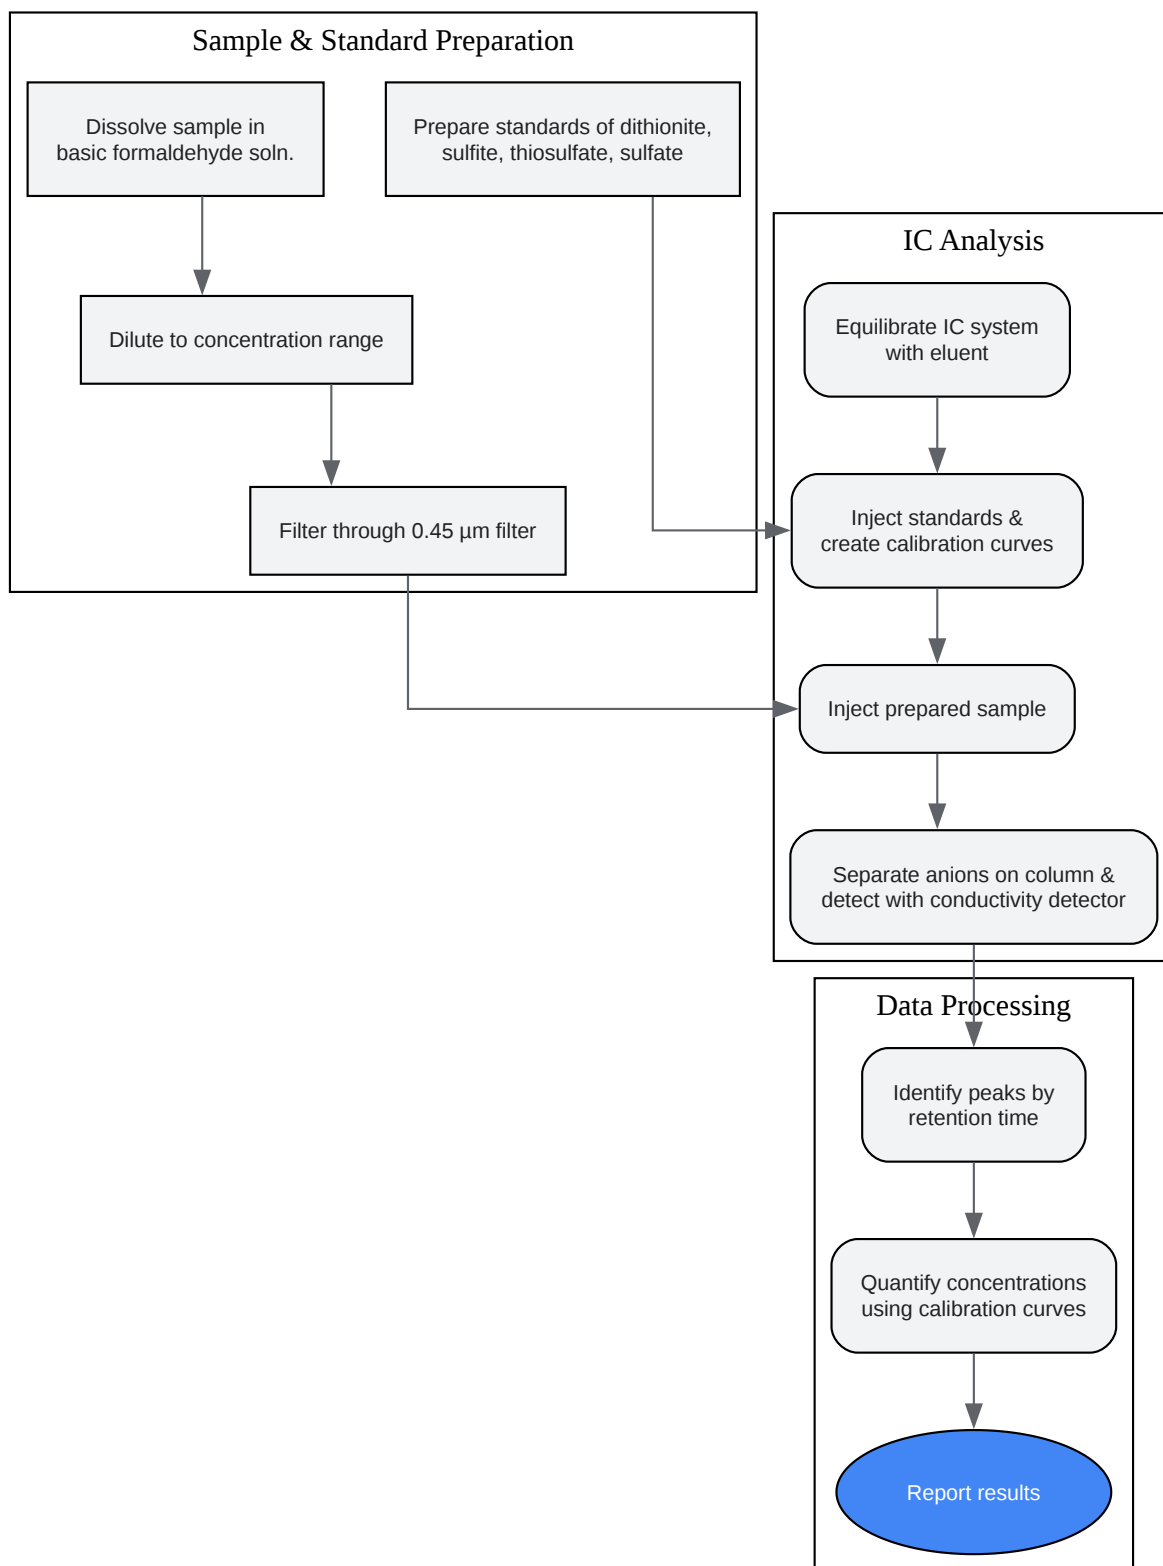 Sample & Standard Preparation
Dissolve sample in
basic formaldehyde soln.
Prepare standards of dithionite,
sulfite, thiosulfate, sulfate
Dilute to concentration range
Filter through 0.45 µm filter
IC Analysis
Equilibrate IC system
with eluent
Inject standards &
create calibration curves
Inject prepared sample
Separate anions on column &
detect with conductivity detector
Data Processing
Identify peaks by
retention time
Quantify concentrations
using calibration curves
Report results